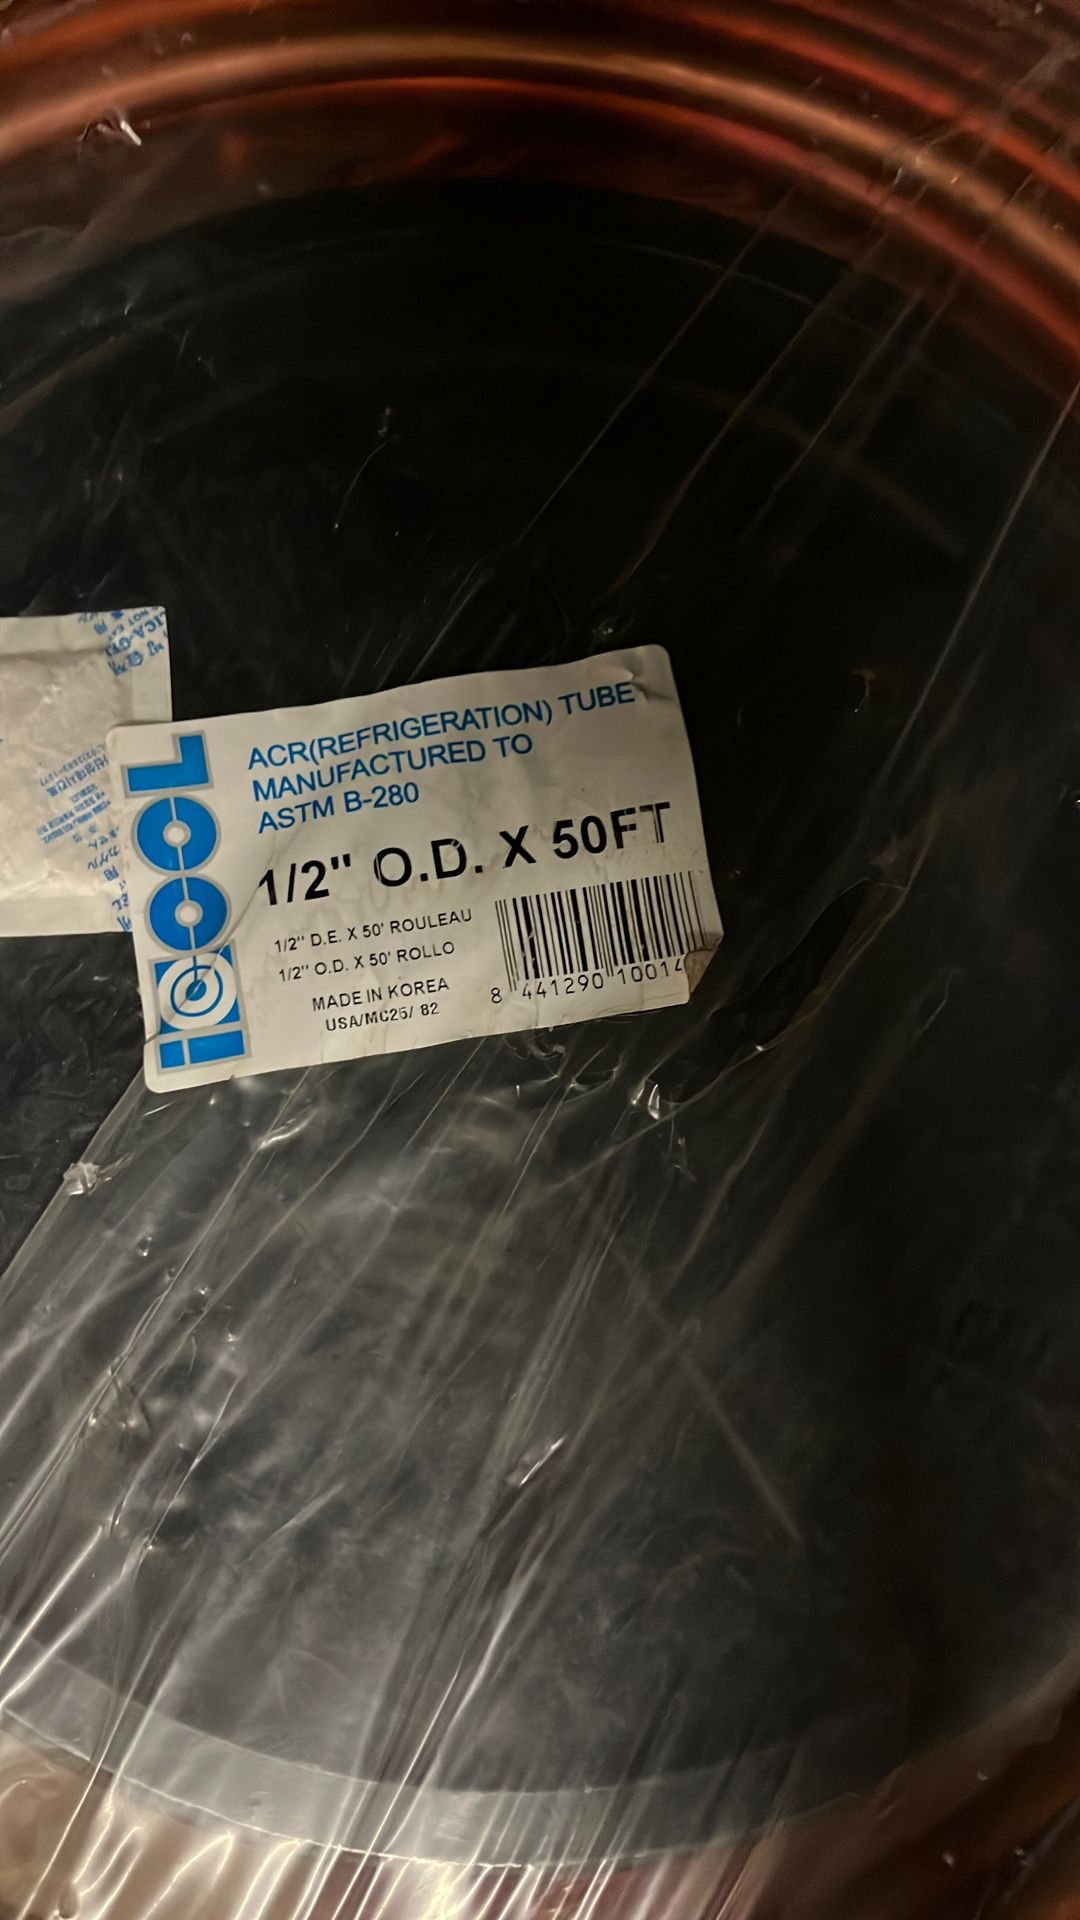 iCOOL
ACR(REFRIGERATION) TUBE
MANUFACTURED TO
ASTM B-280
1/2" O.D. X 50FT
1/2" D.E. X 50' ROULEAU
1/2" O.D. X 50' ROLLO
MADE IN KOREA
USA/MC25/ 82
8 441290 10014